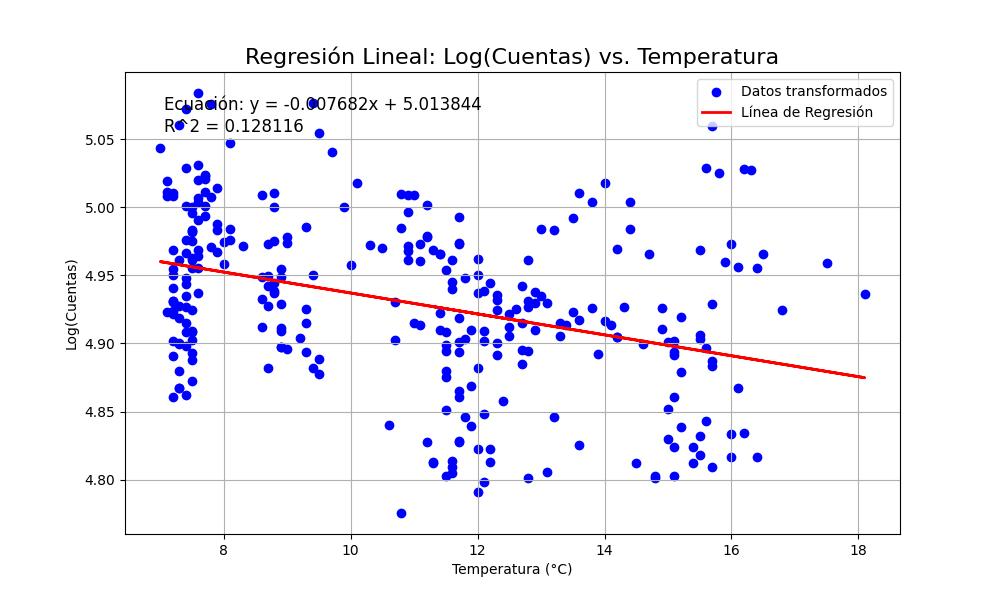 Regresión Lineal: Log(Cuentas) vs. Temperatura
Ecuación: y = -0.007682x + 5.013844
R^2 = 0.128116
Datos transformados
Línea de Regresión
5.05
5.00
4.95
4.90
4.85
4.80
Log(Cuentas)
8 10 12 14 16 18
Temperatura (°C)